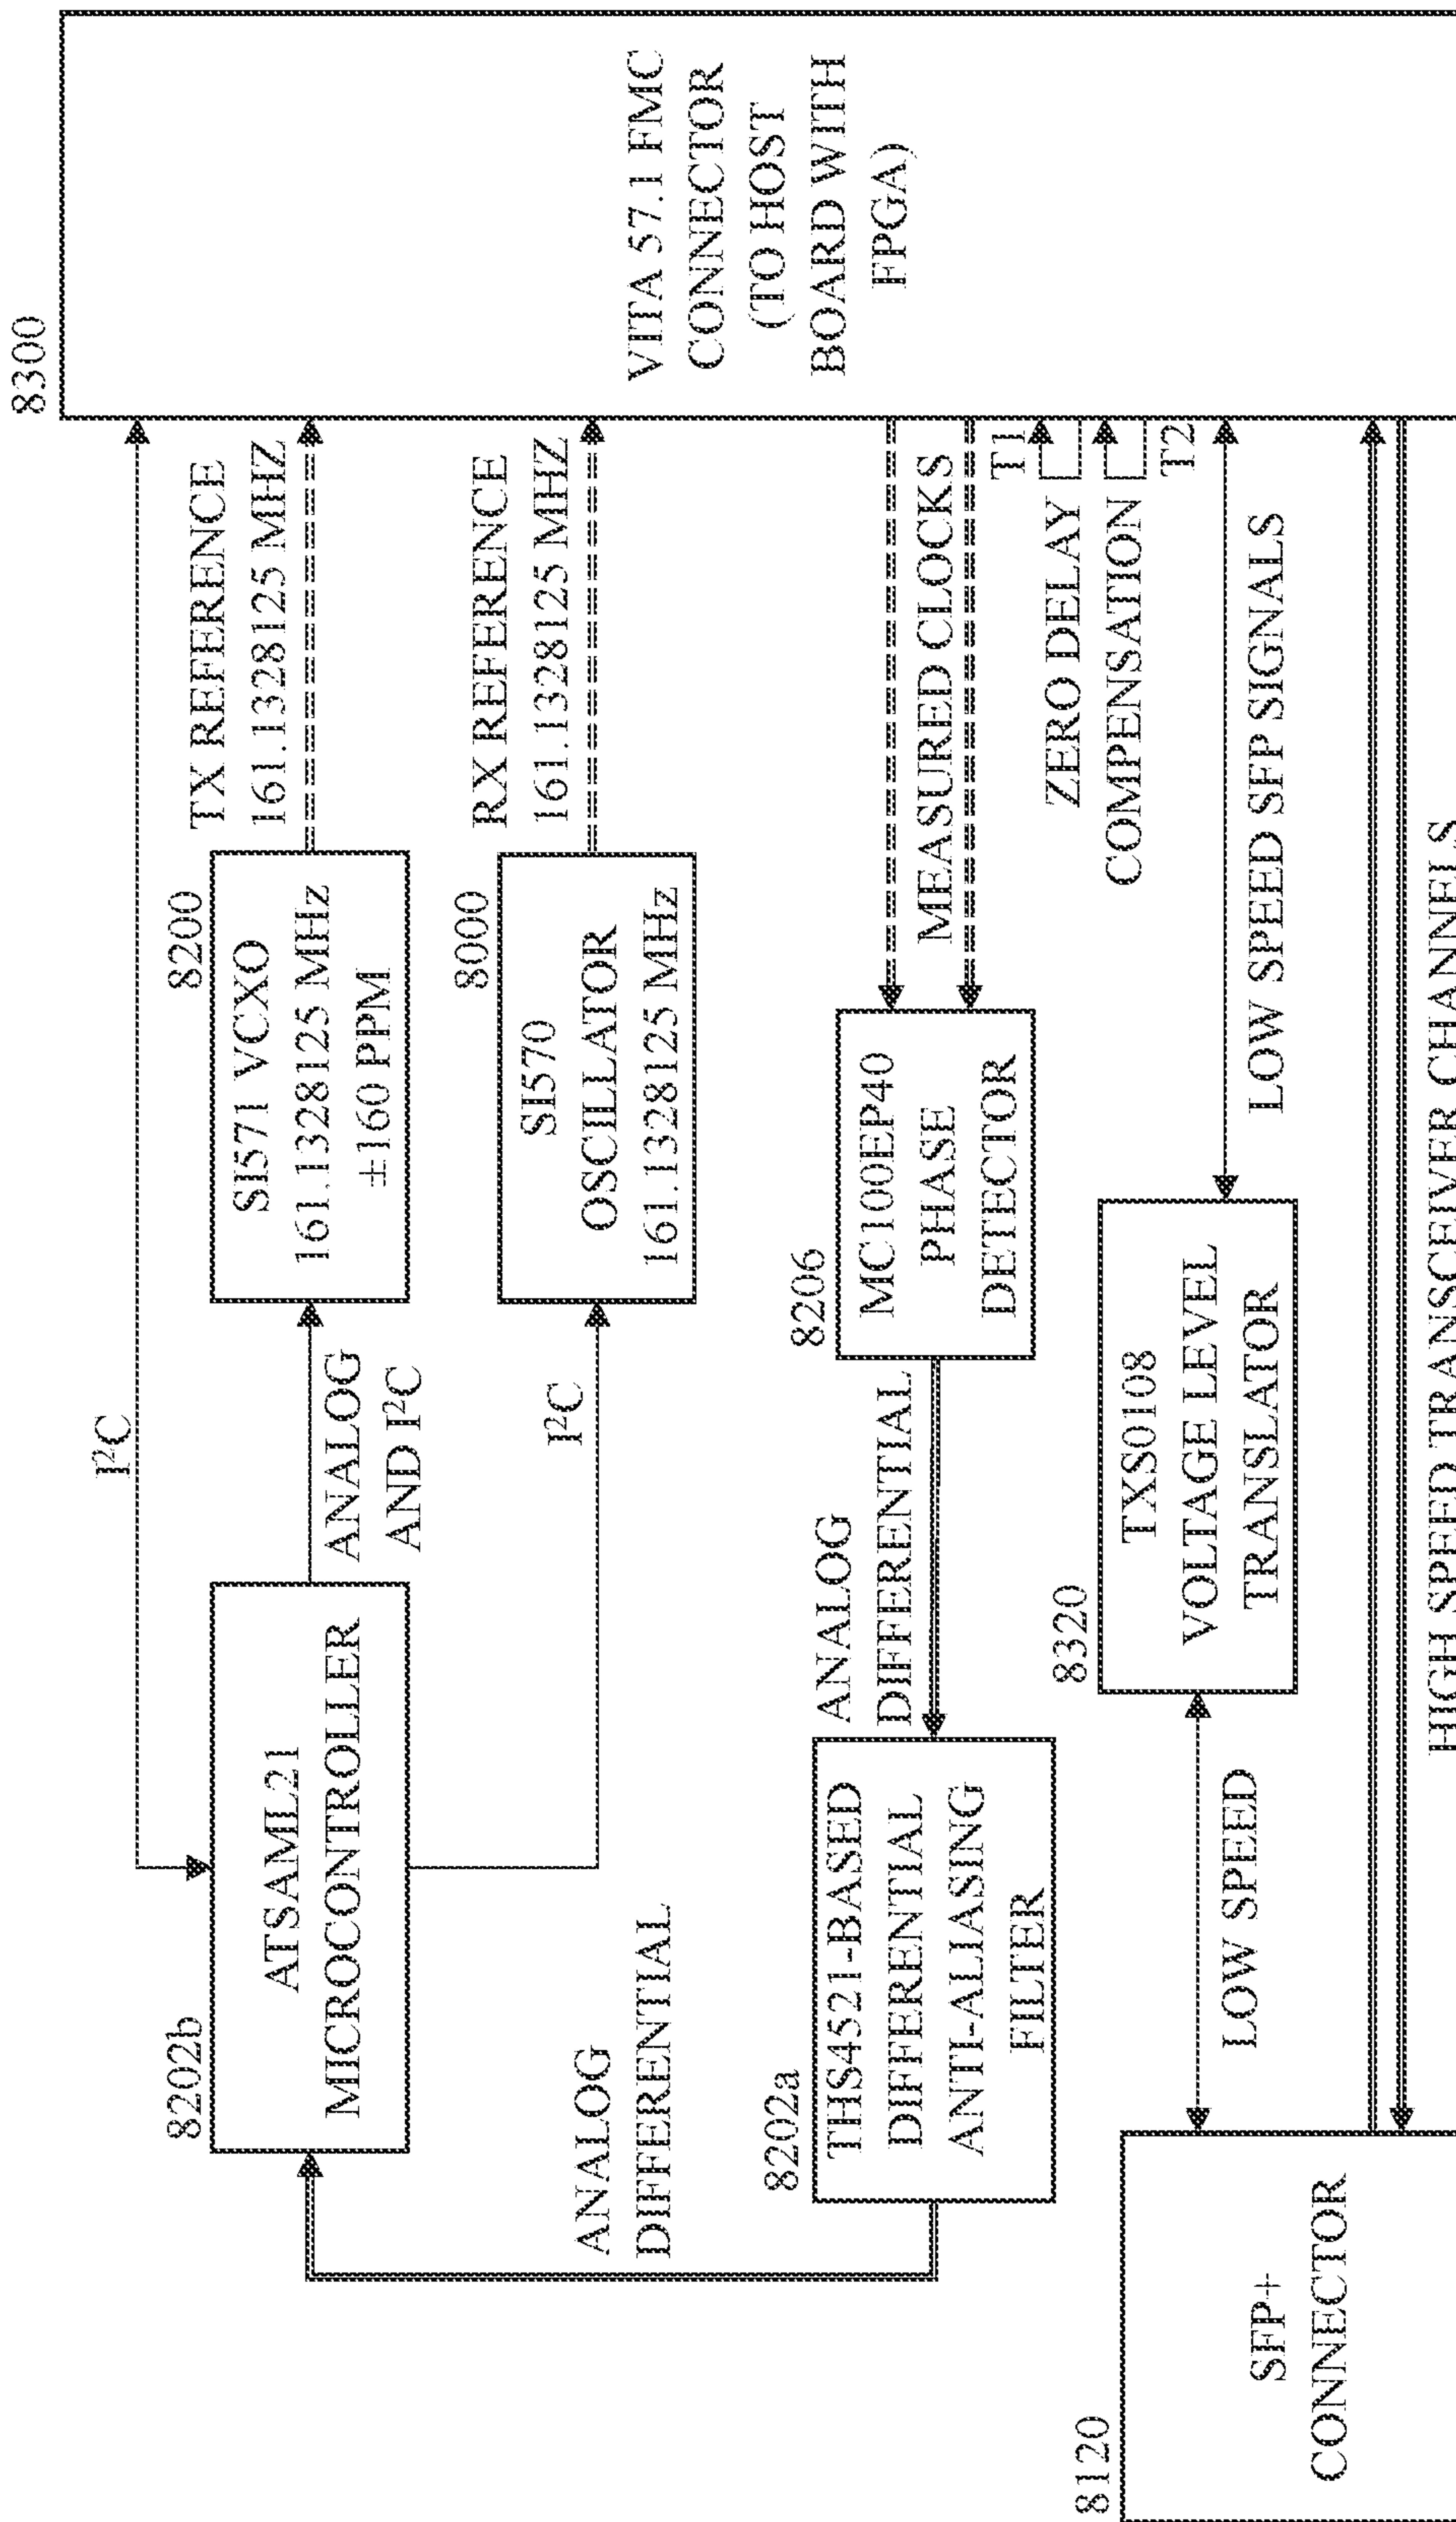 8300
VITA 57.1 FMC
CONNECTOR
(TO HOST
BOARD WITH
FPGA)
I²C
TX REFERENCE
161.1328125 MHZ
RX REFERENCE
161.1328125 MHZ
8200
SI571 VCXO
161.1328125 MHz
±160 PPM
8000
SI570
OSCILLATOR
161.1328125 MHz
ANALOG
AND I²C
I²C
8202b
ATSAML21
MICROCONTROLLER
ANALOG
DIFFERENTIAL
MEASURED CLOCKS
8206
MC100EP40
PHASE
DETECTOR
ANALOG
DIFFERENTIAL
8202a
THS4521-BASED
DIFFERENTIAL
ANTI-ALIASING
FILTER
T1
ZERO DELAY
COMPENSATION
T2
LOW SPEED SFP SIGNALS
8320
TXS0108
VOLTAGE LEVEL
TRANSLATOR
LOW SPEED
8120
SFP+
CONNECTOR
HIGH SPEED TRANSCEIVER CHANNELS